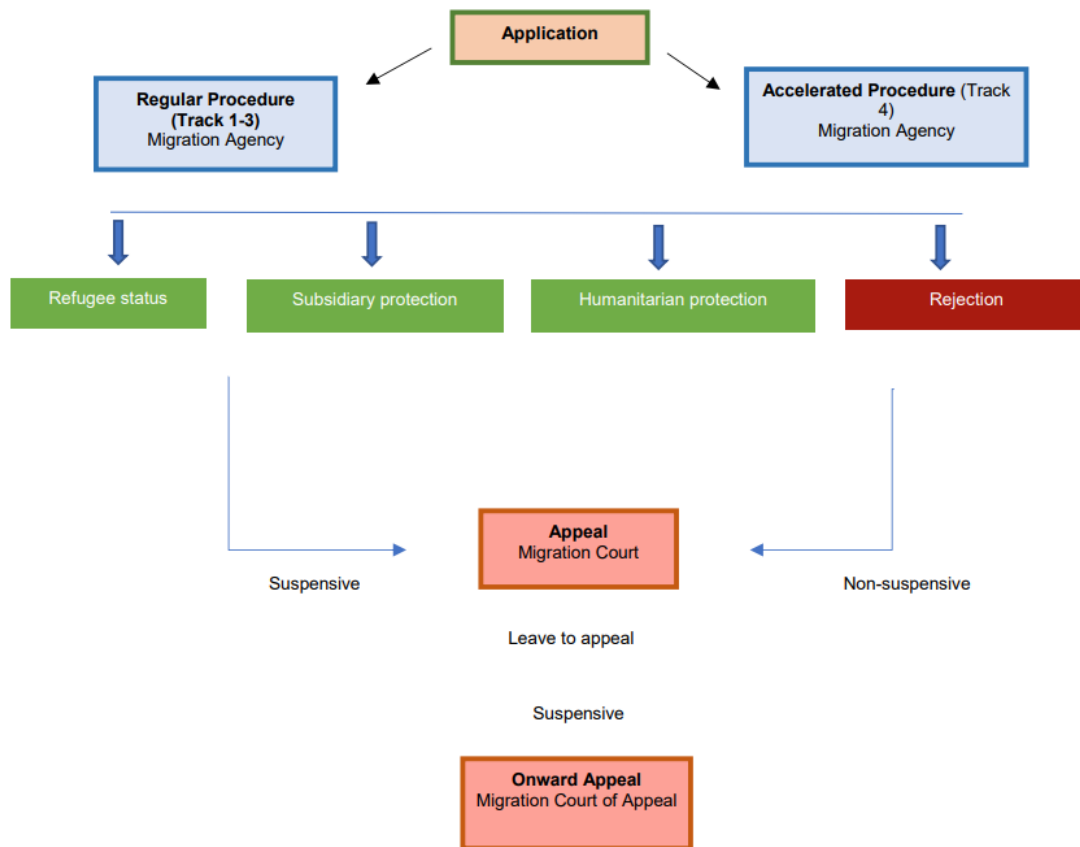 Application
Regular Procedure
(Track 1-3)
Migration Agency
Accelerated Procedure (Track
4)
Migration Agency
Refugee status
Subsidiary protection
Humanitarian protection
Rejection
Appeal
Migration Court
Suspensive
Non-suspensive
Leave to appeal
Suspensive
Onward Appeal
Migration Court of Appeal